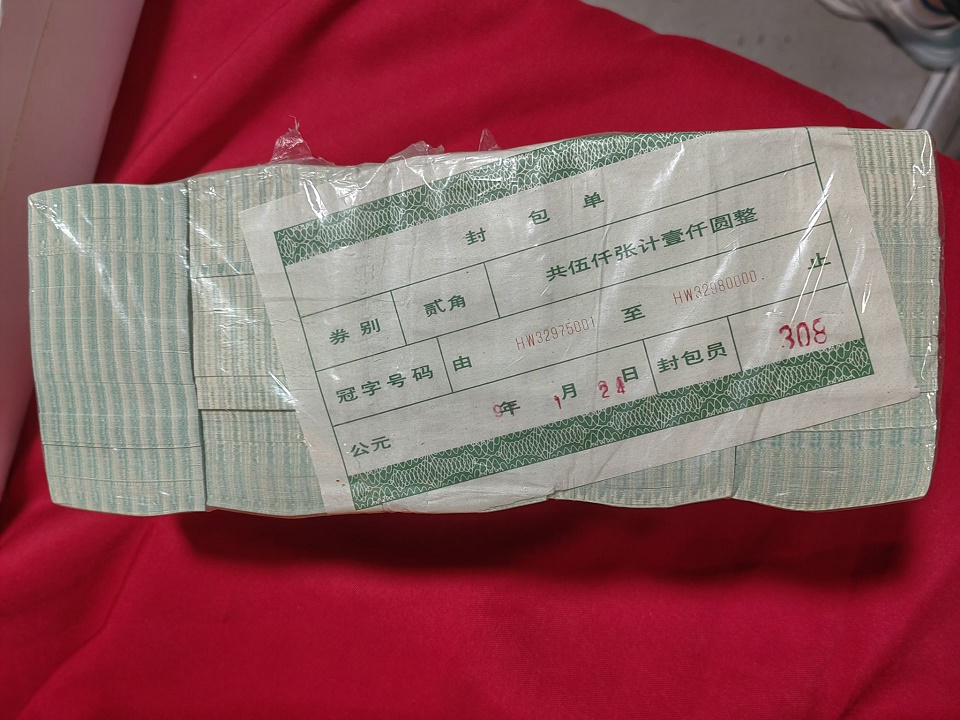 封包单
券别 贰角 共伍仟张计壹仟圆整
冠字号码 由 HW32975001 至 HW32980000. 止
公元 9年 1月 24日 封包员 308